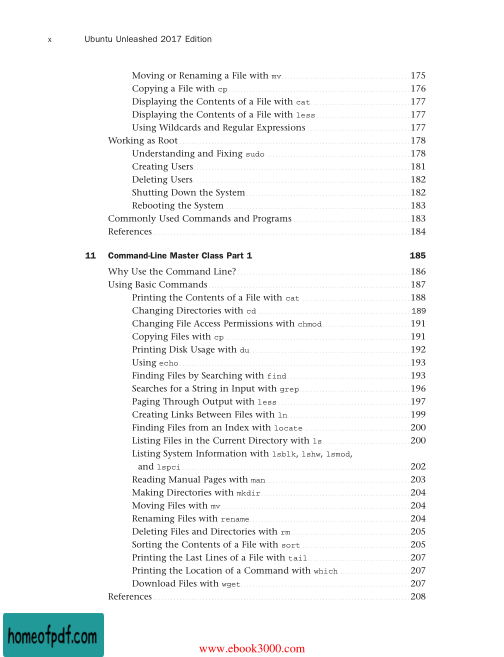 x Ubuntu Unleashed 2017 Edition
Moving or Renaming a File with mv 175
Copying a File with cp 176
Displaying the Contents of a File with cat 177
Displaying the Contents of a File with less 177
Using Wildcards and Regular Expressions 177
Working as Root 178
Understanding and Fixing sudo 178
Creating Users 181
Deleting Users 182
Shutting Down the System 182
Rebooting the System 183
Commonly Used Commands and Programs 183
References 184
11 Command-Line Master Class Part 1 185
Why Use the Command Line? 186
Using Basic Commands 187
Printing the Contents of a File with cat 188
Changing Directories with cd 189
Changing File Access Permissions with chmod 191
Copying Files with cp 191
Printing Disk Usage with du 192
Using echo 193
Finding Files by Searching with find 193
Searches for a String in Input with grep 196
Paging Through Output with less 197
Creating Links Between Files with ln 199
Finding Files from an Index with locate 200
Listing Files in the Current Directory with ls 200
Listing System Information with lsblk, lshw, lsmod,
and lspci 202
Reading Manual Pages with man 203
Making Directories with mkdir 204
Moving Files with mv 204
Renaming Files with rename 204
Deleting Files and Directories with rm 205
Sorting the Contents of a File with sort 205
Printing the Last Lines of a File with tail 207
Printing the Location of a Command with which 207
Download Files with wget 207
References 208
homeofpdf.com
www.ebook3000.com